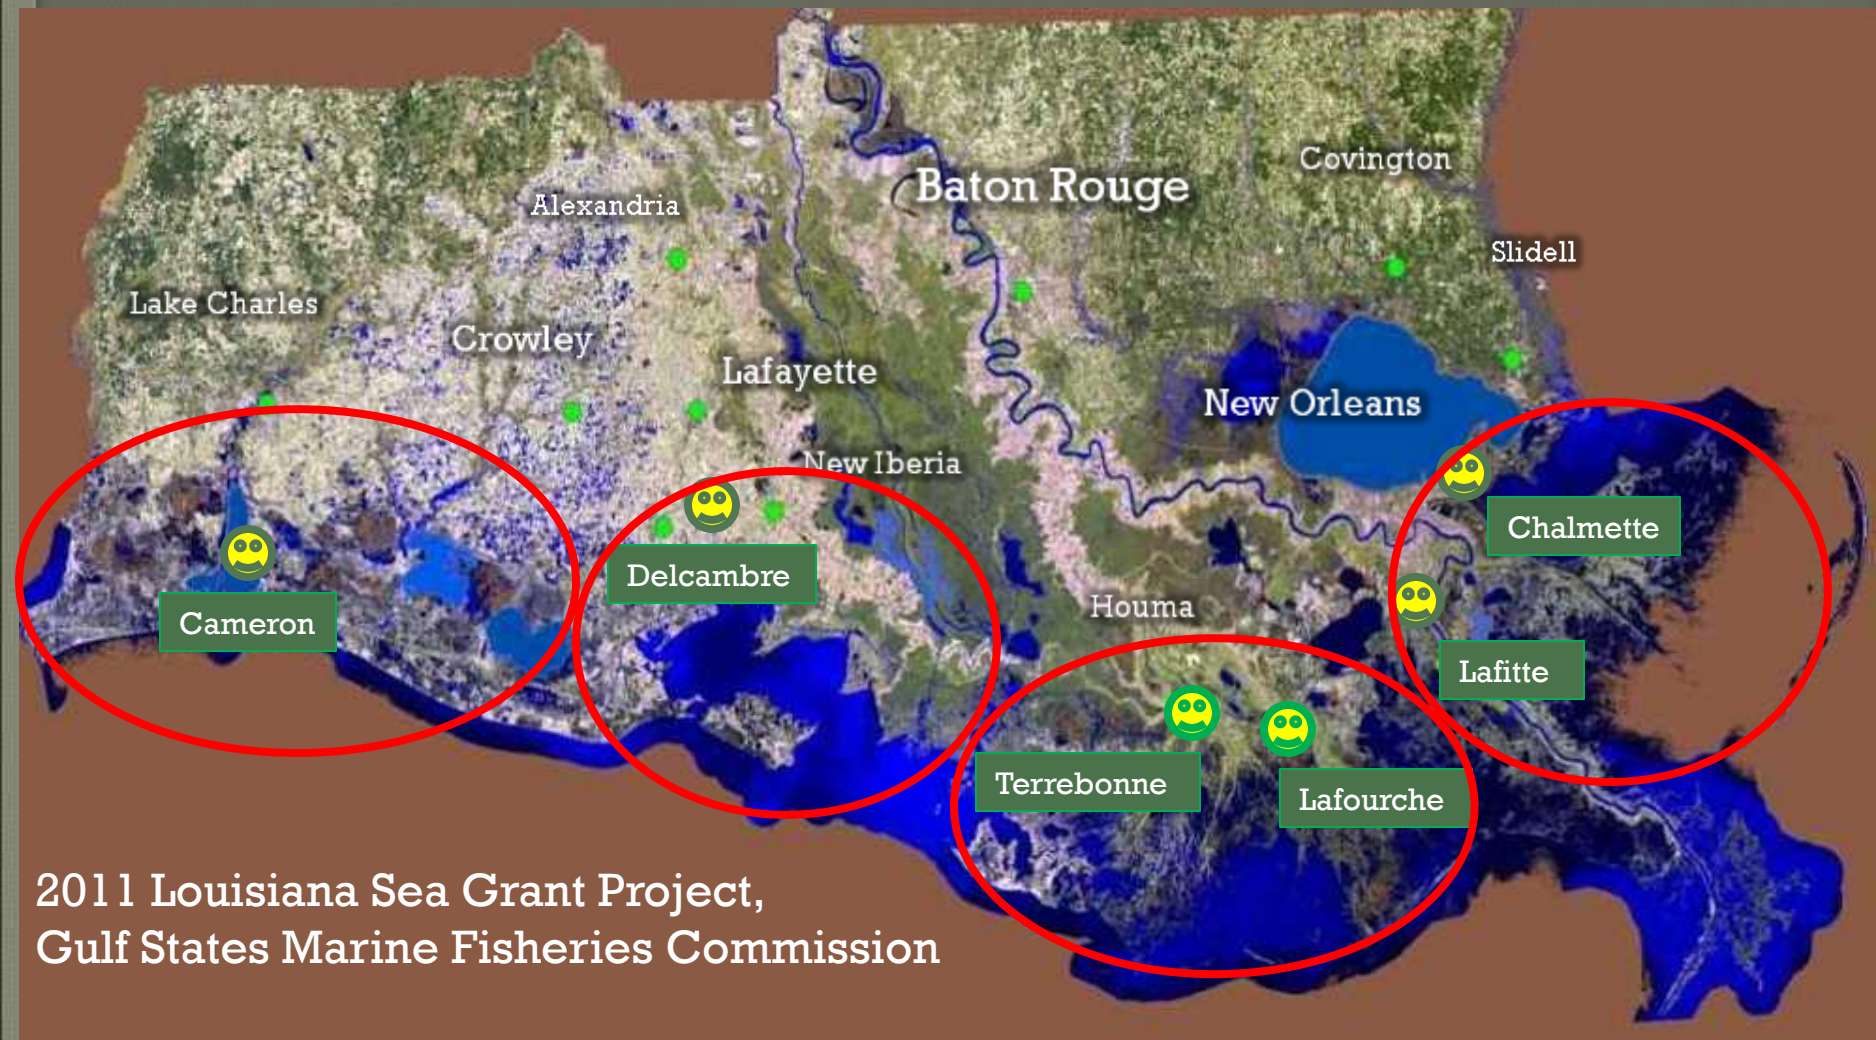 Covington
Baton Rouge
Alexandria
Slidell
Lake Charles
Crowley
Lafayette
New Orleans
New Iberia
Chalmette
Delcambre
Houma
Cameron
Lafitte
Terrebonne
Lafourche
2011 Louisiana Sea Grant Project,
Gulf States Marine Fisheries Commission